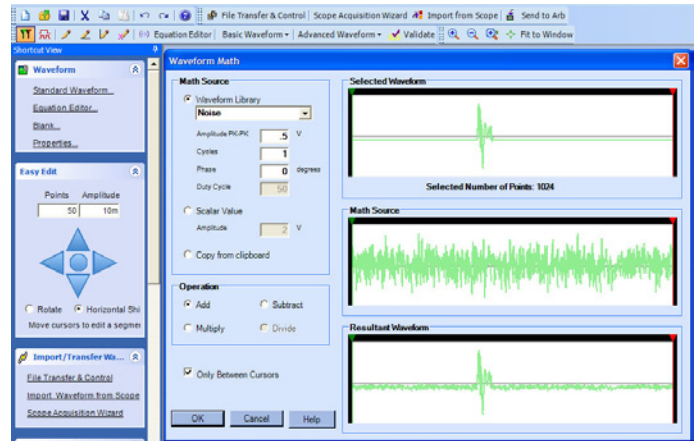 File Transfer & Control Scope Acquisition Wizard Import from Scope Send to Arb
Equation Editor Basic Waveform Advanced Waveform Validate Fit to Window
Shortcut View
Waveform
Standard Waveform...
Equation Editor...
Blank...
Properties...
Easy Edit
Points Amplitude
50 10m
Rotate Horizontal Shi
Move cursors to edit a segmen
Import/Transfer Wa...
File Transfer & Control
Import Waveform from Scope
Scope Acquisition Wizard
Waveform Math
Math Source
Waveform Library
Noise
Amplitude PK-PK .5 V
Cycles 1
Phase 0 degrees
Duty Cycle 50
Scalar Value
Amplitude 2 V
Copy from clipboard
Operation
Add Subtract
Multiply Divide
Only Between Cursors
OK Cancel Help
Selected Waveform
Selected Number of Points: 1024
Math Source
Resultant Waveform